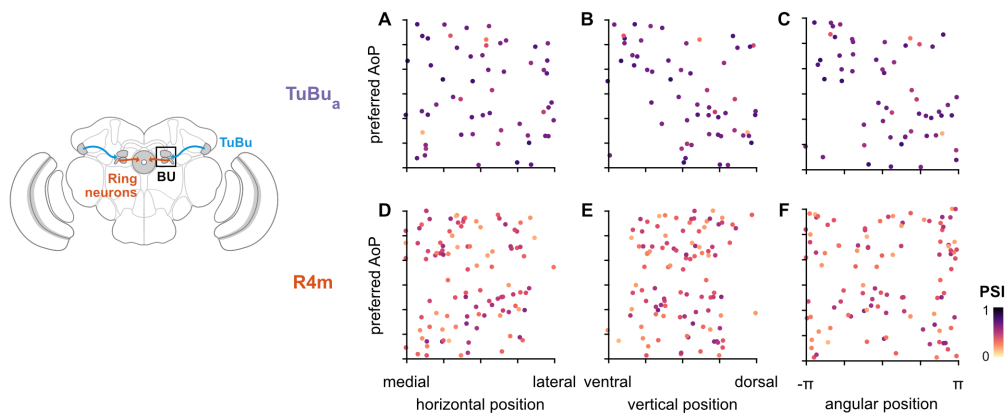 A
B
C
TuBu
a
preferred AoP
TuBu
Ring
neurons
BU
D
E
F
R4m
preferred AoP
PSI
1
0
medial
lateral
ventral
dorsal
-π
π
horizontal position
vertical position
angular position